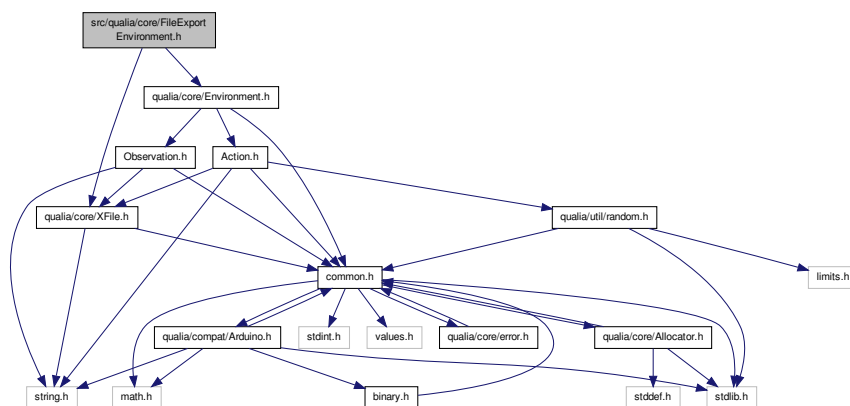 src/qualia/core/FileExport
Environment.h
qualia/core/Environment.h
Observation.h
Action.h
qualia/core/XFile.h
qualia/util/random.h
common.h
limits.h
qualia/compat/Arduino.h
stdint.h
values.h
qualia/core/error.h
qualia/core/Allocator.h
string.h
math.h
binary.h
stddef.h
stdlib.h